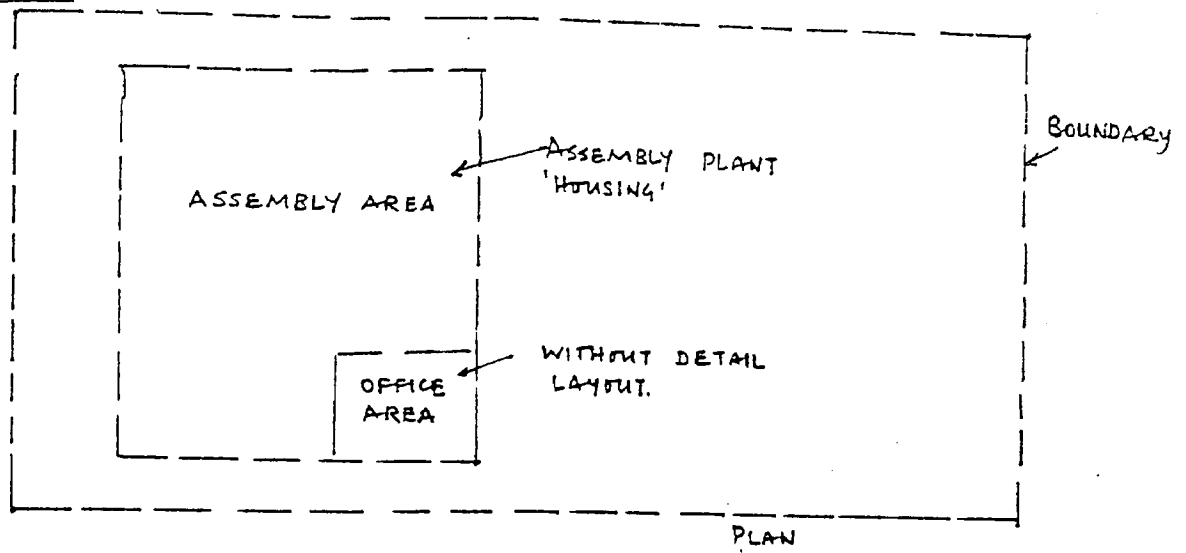 BOUNDARY
ASSEMBLY PLANT
'HOUSING'
ASSEMBLY AREA
WITHOUT DETAIL
LAYOUT.
OFFICE
AREA
PLAN